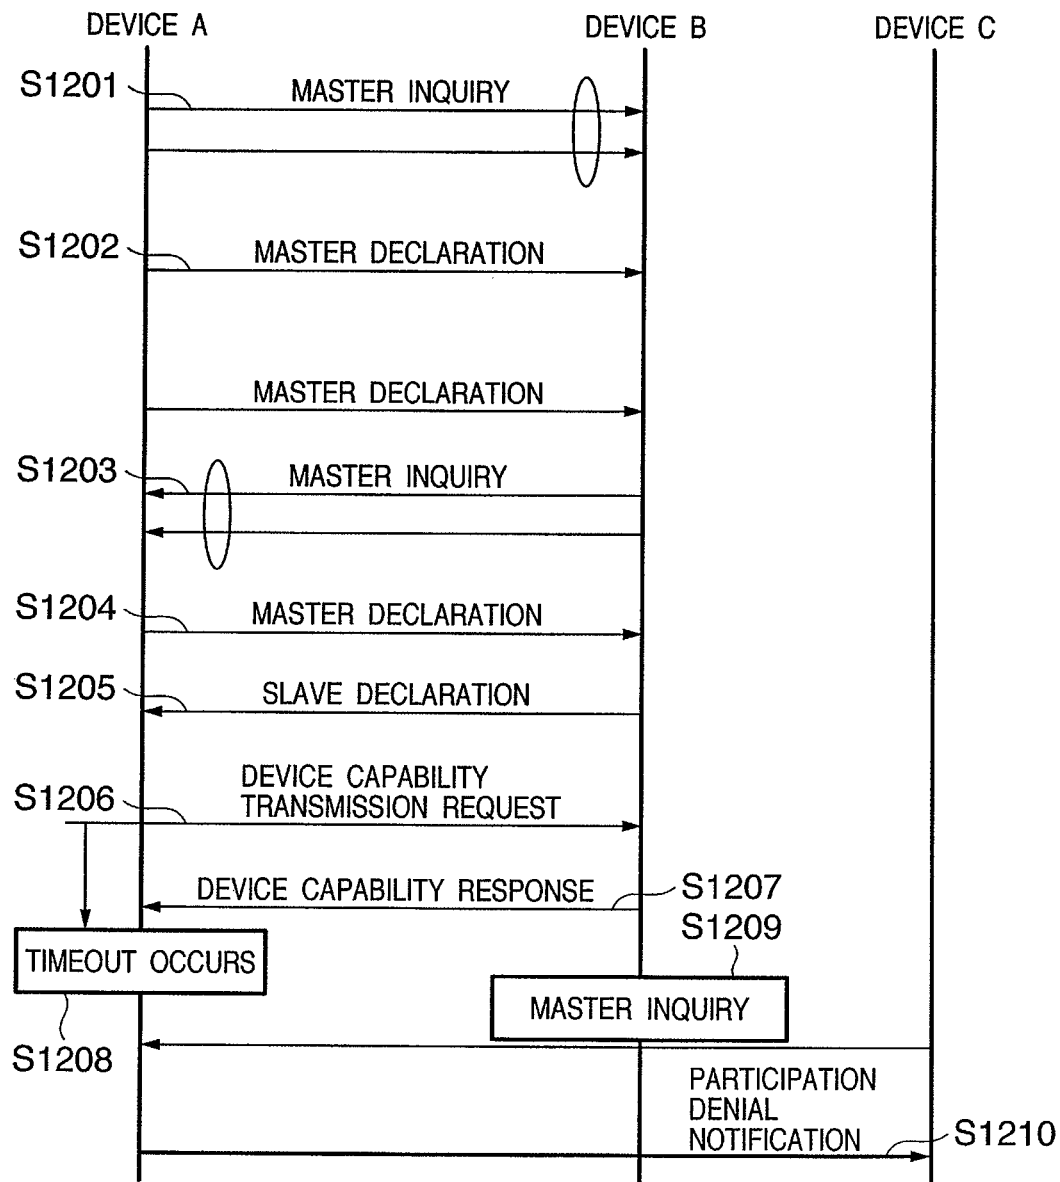 DEVICE A
DEVICE B
DEVICE C
S1201
MASTER INQUIRY
S1202
MASTER DECLARATION
MASTER DECLARATION
S1203
MASTER INQUIRY
S1204
MASTER DECLARATION
S1205
SLAVE DECLARATION
S1206
DEVICE CAPABILITY
TRANSMISSION REQUEST
DEVICE CAPABILITY RESPONSE
S1207
S1209
TIMEOUT OCCURS
MASTER INQUIRY
S1208
PARTICIPATION
DENIAL
NOTIFICATION
S1210